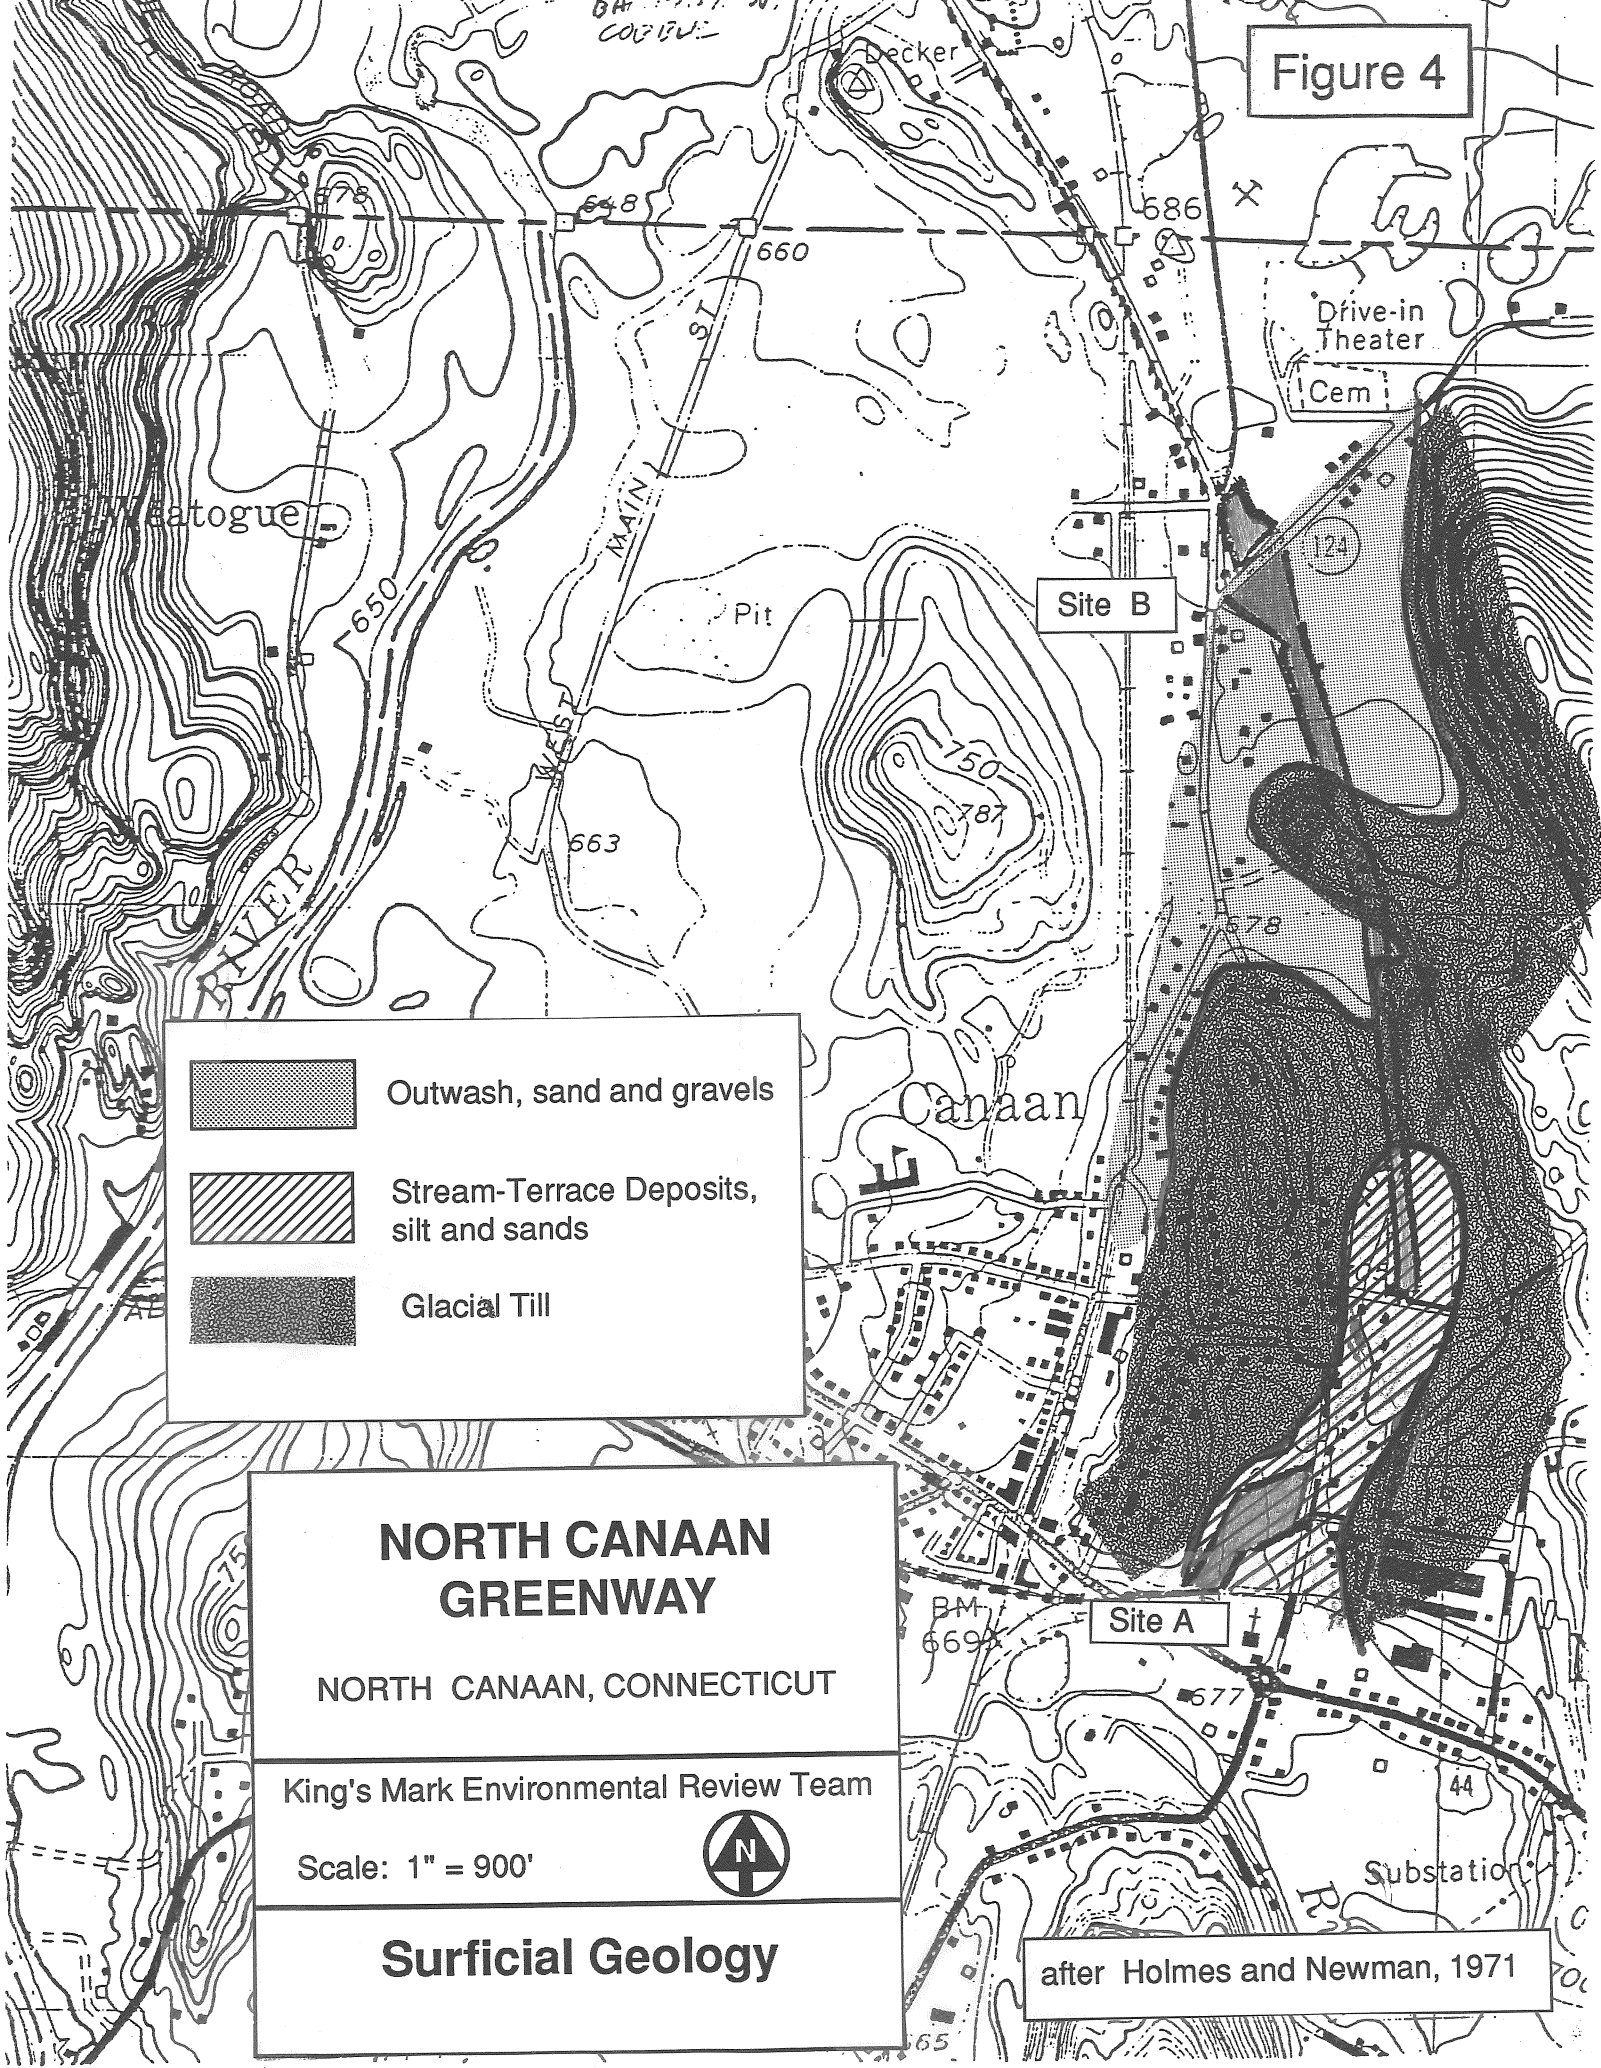 COBBLE
Decker
Figure 4
678
648
660
686
Drive-in
Theater
Cem
ST
MAIN
WEST
Weatogue
124
650
Pit
Site B
750
787
663
RIVER
678
Canaan
Outwash, sand and gravels
Stream-Terrace Deposits,
silt and sands
Glacial Till
NORTH CANAAN
GREENWAY
NORTH CANAAN, CONNECTICUT
BM
669
Site A
677
King's Mark Environmental Review Team
N
Scale: 1" = 900'
44
Substation
R
Surficial Geology
after Holmes and Newman, 1971